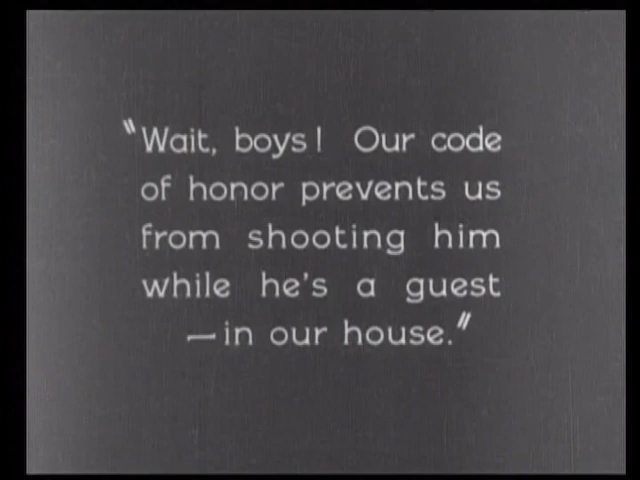 "Wait, boys! Our code
of honor prevents us
from shooting him
while he's a guest
—in our house."